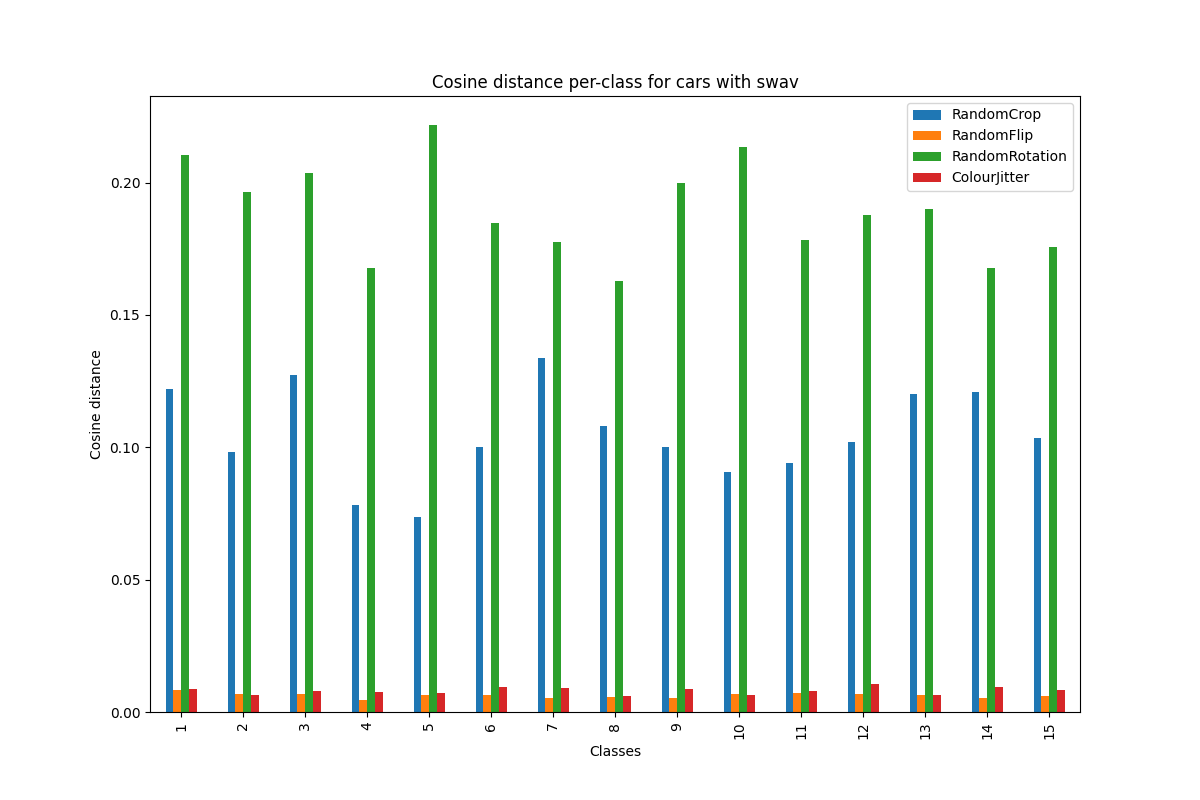 Cosine distance per-class for cars with swav
RandomCrop
RandomFlip
RandomRotation
ColourJitter
0.20
0.15
0.10
0.05
0.00
Cosine distance
1
2
3
4
5
6
7
8
9
10
11
12
13
14
15
Classes